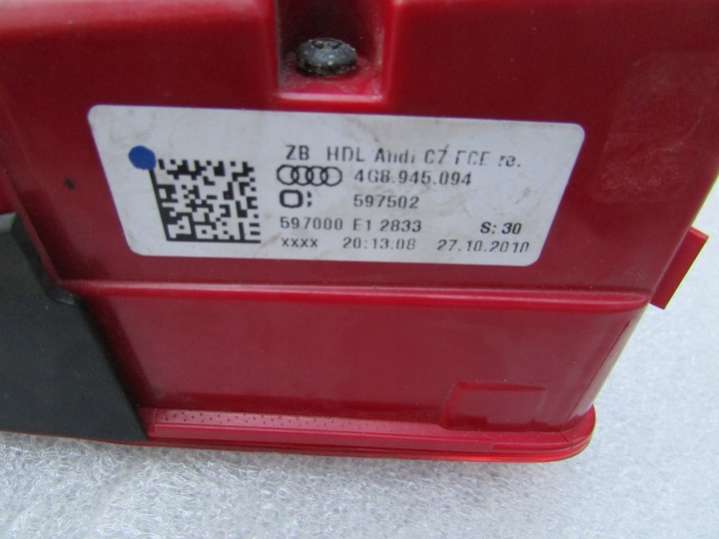 ZB HDL Audi C7 ECE re.
4G8.945.094
597502
597000 E1 2833 S: 30
xxxx 20:13:08 27.10.2010